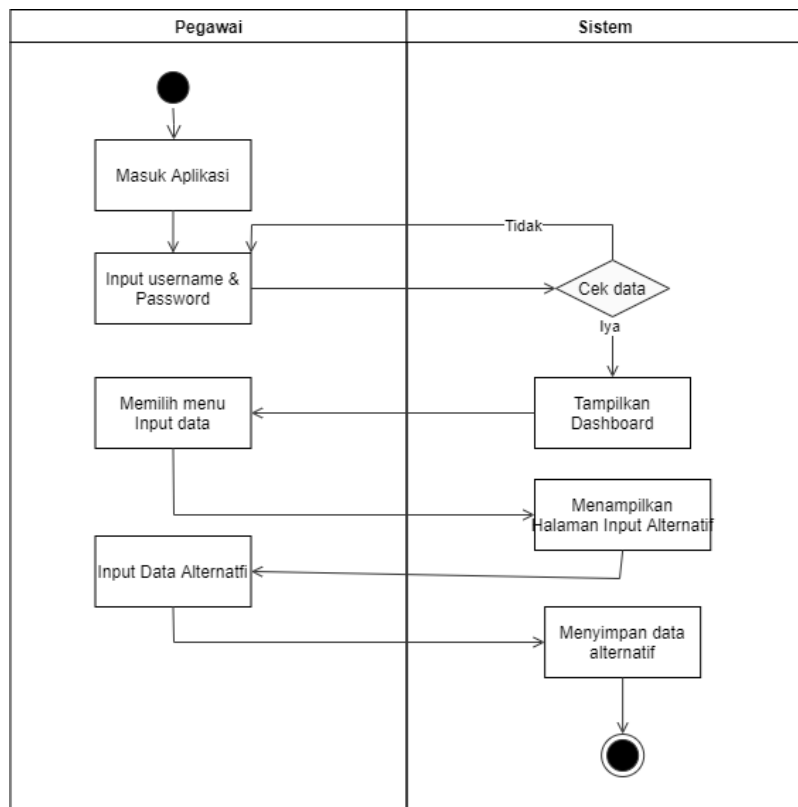 Pegawai
Sistem
Masuk Aplikasi
Tidak
Input username &
Password
Cek data
Iya
Memilih menu
Input data
Tampilkan
Dashboard
Menampilkan
Halaman Input Alternatif
Input Data Alternatfi
Menyimpan data
alternatif